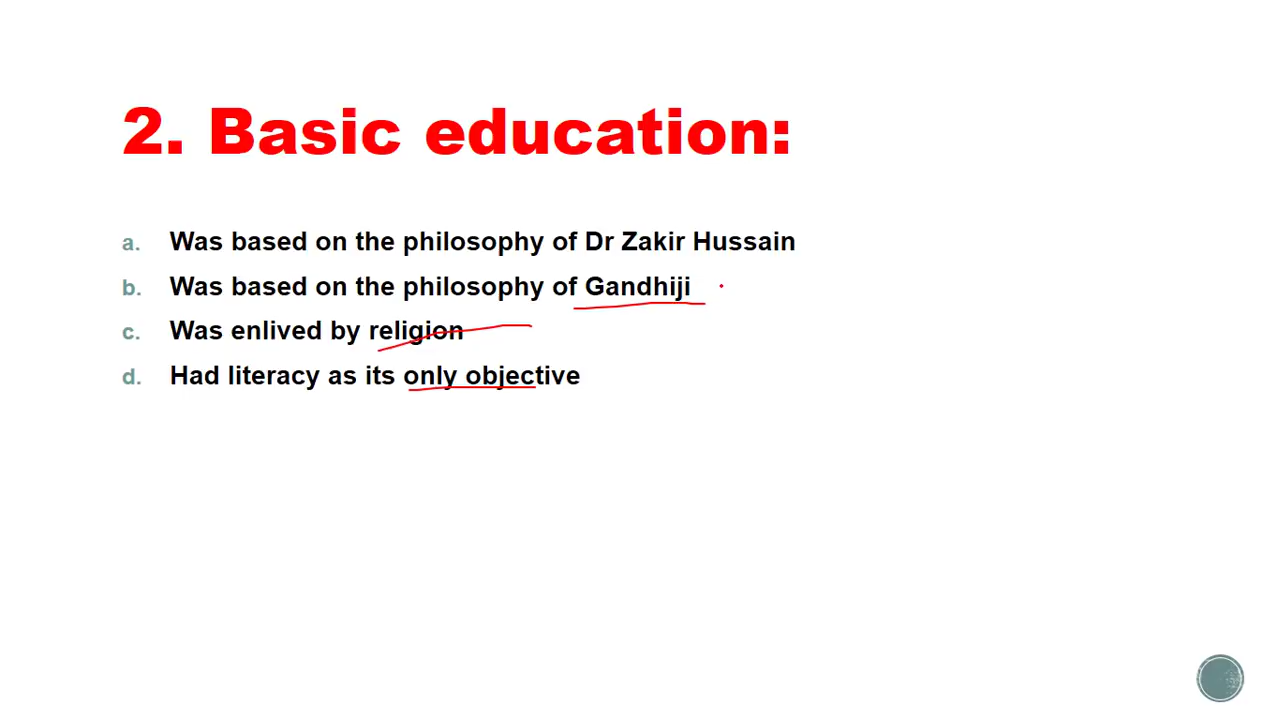 2. Basic education:
a. Was based on the philosophy of Dr Zakir Hussain
b. Was based on the philosophy of Gandhiji
c. Was enlived by religion
d. Had literacy as its only objective